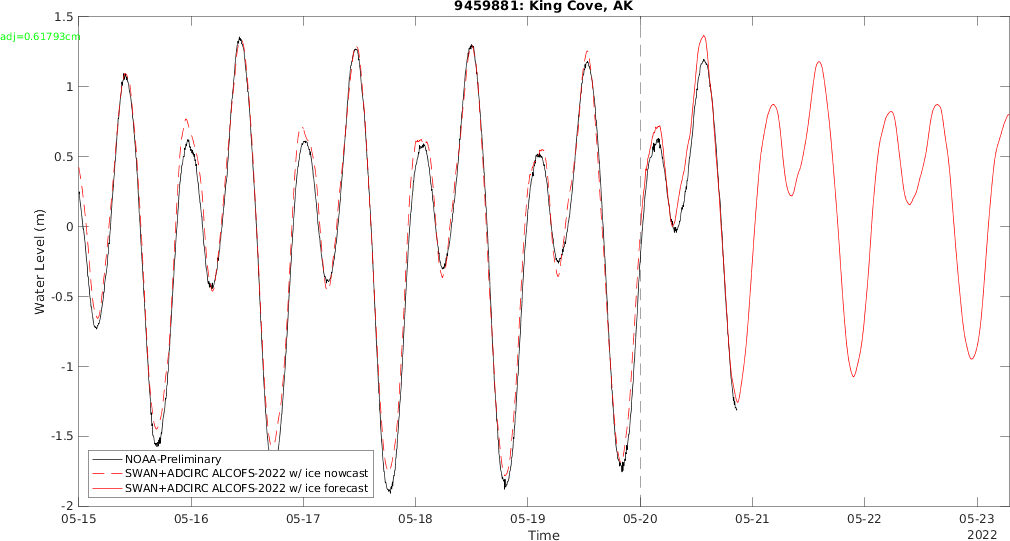 9459881: King Cove, AK
adj=0.61793cm
1.5
1
0.5
0
-0.5
-1
-1.5
-2
Water Level (m)
NOAA-Preliminary
SWAN+ADCIRC ALCOFS-2022 w/ ice nowcast
SWAN+ADCIRC ALCOFS-2022 w/ ice forecast
05-15 05-16 05-17 05-18 05-19 05-20 05-21 05-22 05-23
Time
2022